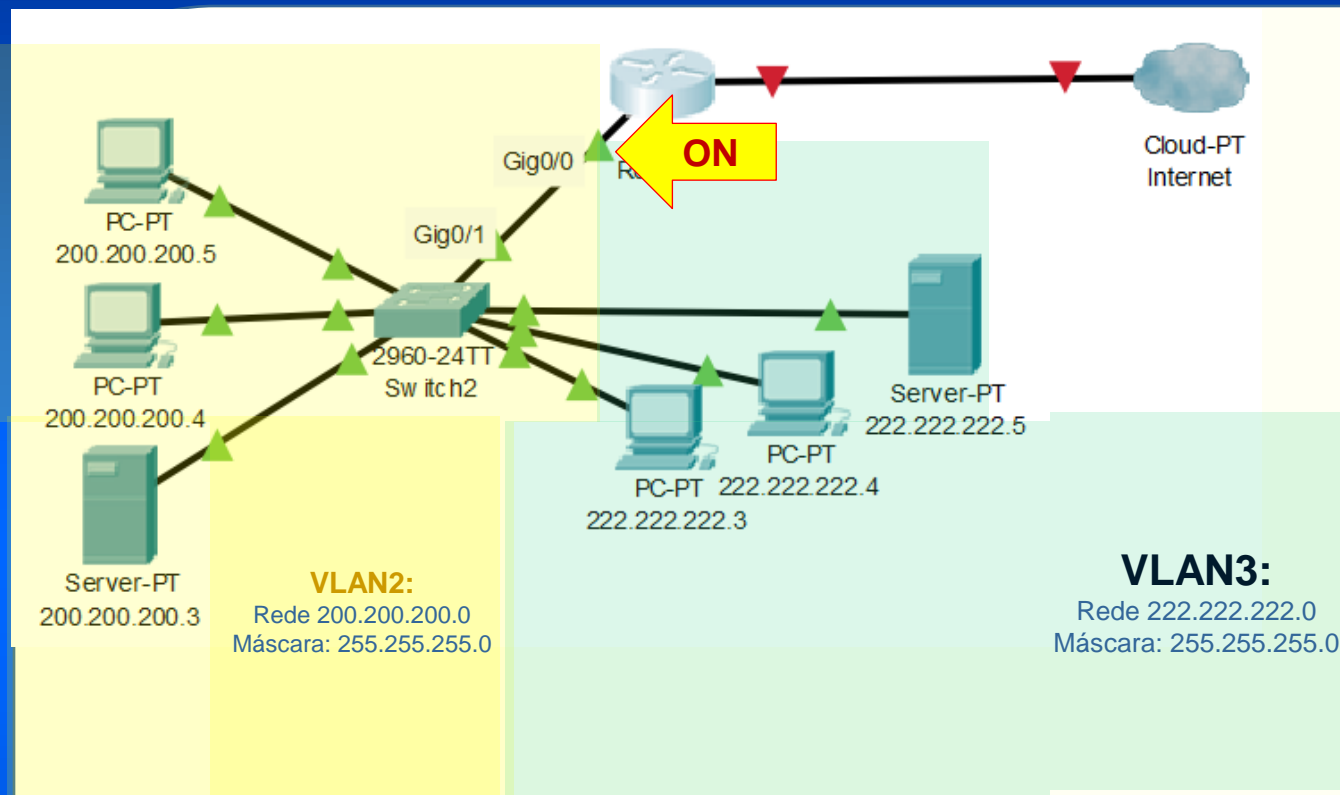 Cloud-PT
Internet
ON
Gig0/0
Gig0/1
PC-PT
200.200.200.5
PC-PT
200.200.200.4
2960-24TT
Switch2
Server-PT
222.222.222.5
PC-PT
222.222.222.4
PC-PT
222.222.222.3
Server-PT
200.200.200.3
VLAN2:
Rede 200.200.200.0
Máscara: 255.255.255.0
VLAN3:
Rede 222.222.222.0
Máscara: 255.255.255.0